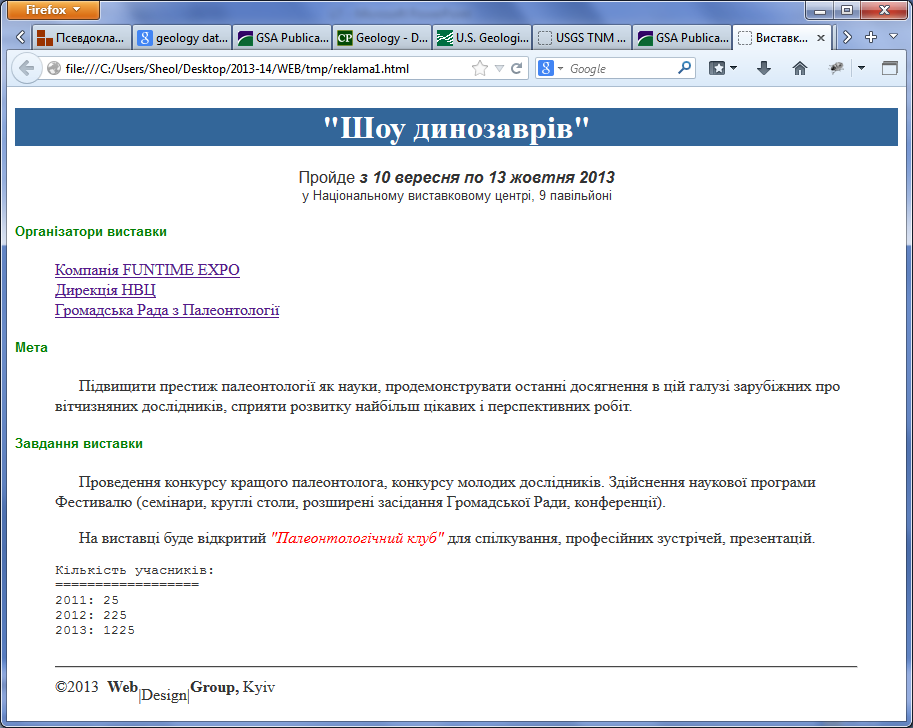 Firefox
Псевдокла...
geology dat...
GSA Publica...
Geology - D...
U.S. Geologi...
USGS TNM ...
GSA Publica...
Виставк...
file:///C:/Users/Sheol/Desktop/2013-14/WEB/tmp/reklama1.html
Google
"Шоу динозаврів"
Пройде з 10 вересня по 13 жовтня 2013
у Національному виставковому центрі, 9 павільйоні
Організатори виставки
Компанія FUNTIME EXPO
Дирекція НВЦ
Громадська Рада з Палеонтології
Мета
Підвищити престиж палеонтології як науки, продемонструвати останні досягнення в цій галузі зарубіжних про
вітчизняних дослідників, сприяти розвитку найбільш цікавих і перспективних робіт.
Завдання виставки
Проведення конкурсу кращого палеонтолога, конкурсу молодих дослідників. Здійснення наукової програми
Фестивалю (семінари, круглі столи, розширені засідання Громадської Ради, конференції).
На виставці буде відкритий "Палеонтологічний клуб" для спілкування, професійних зустрічей, презентацій.
Кількість учасників:
==================
2011: 25
2012: 225
2013: 1225
©2013 Web|Design|Group, Kyiv